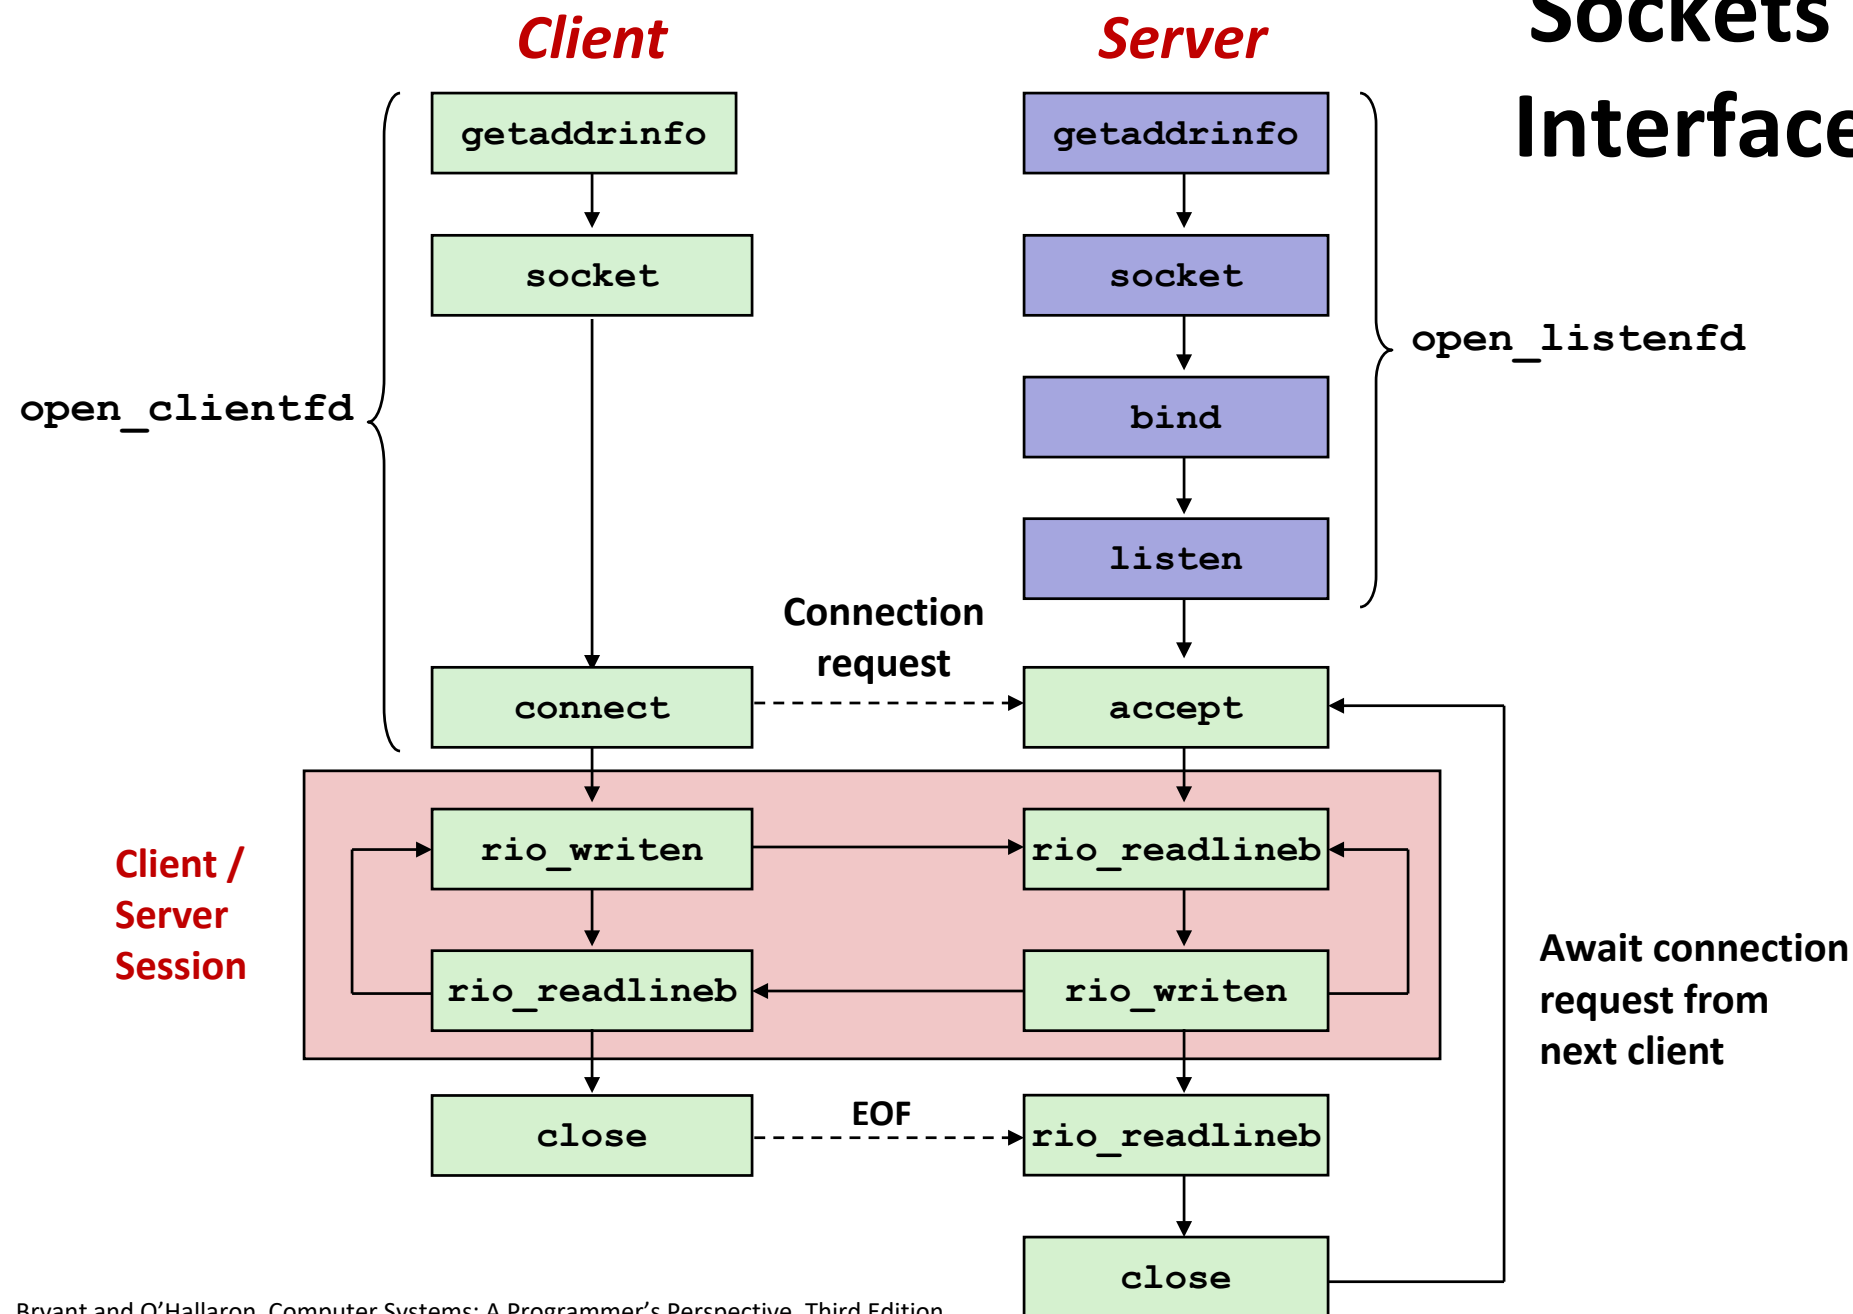 Sockets
Interface
Client
Server
getaddrinfo
getaddrinfo
socket
socket
open_listenfd
open_clientfd
bind
listen
Connection
request
connect
accept
Client /
Server
Session
rio_writen
rio_readlineb
rio_readlineb
rio_writen
Await connection
request from
next client
close
EOF
rio_readlineb
close
Bryant and O'Hallaron, Computer Systems: A Programmer's Perspective, Third Edition